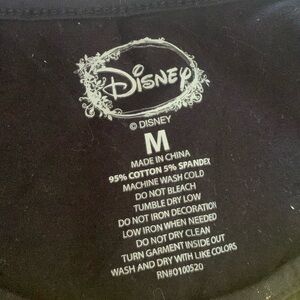 Disney
© DISNEY
M
MADE IN CHINA
95% COTTON 5% SPANDEX
MACHINE WASH COLD
DO NOT BLEACH
TUMBLE DRY LOW
DO NOT IRON DECORATION
LOW IRON WHEN NEEDED
DO NOT DRY CLEAN
TURN GARMENT INSIDE OUT
WASH AND DRY WITH LIKE COLORS
RN#0100520